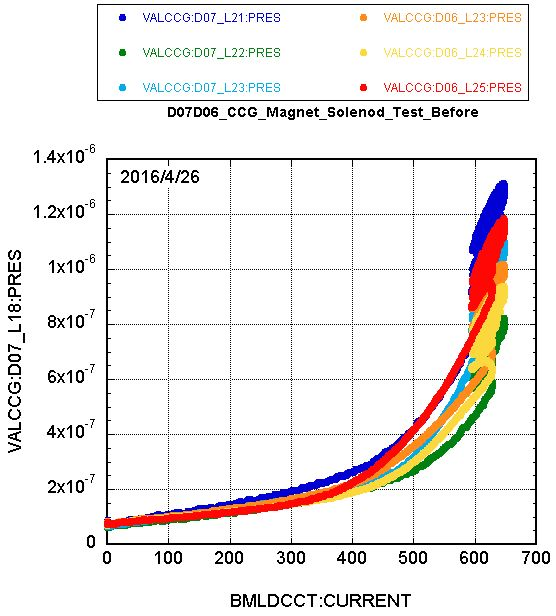 VALCCG:D07_L21:PRES VALCCG:D06_L23:PRES
VALCCG:D07_L22:PRES VALCCG:D06_L24:PRES
VALCCG:D07_L23:PRES VALCCG:D06_L25:PRES
D07D06_CCG_Magnet_Solenod_Test_Before
1.4x10-6
2016/4/26
1.2x10-6
1x10-6
8x10-7
VALCCG:D07_L18:PRES
6x10-7
4x10-7
2x10-7
0
0 100 200 300 400 500 600 700
BMLDCCT:CURRENT